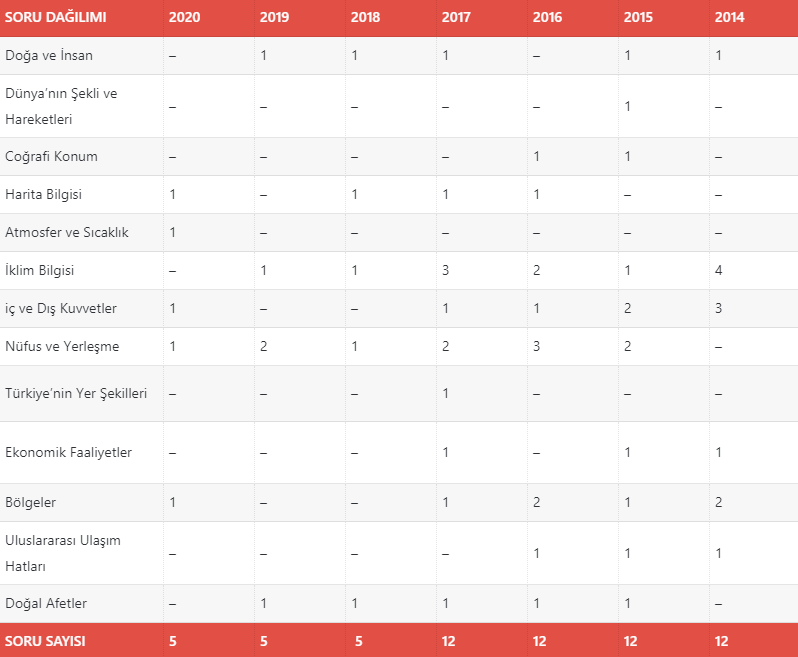 SORU DAĞILIMI 2020 2019 2018 2017 2016 2015 2014
Doğa ve İnsan – 1 1 1 – 1 1
Dünya’nın Şekli ve
Hareketleri – – – – – 1 –
Coğrafi Konum – – – – 1 1 –
Harita Bilgisi 1 – 1 1 1 – –
Atmosfer ve Sıcaklık 1 – – – – – –
İklim Bilgisi – 1 1 3 2 1 4
iç ve Dış Kuvvetler 1 – – 1 1 2 3
Nüfus ve Yerleşme 1 2 1 2 3 2 –
Türkiye’nin Yer Şekilleri – – – 1 – – –
Ekonomik Faaliyetler – – – 1 – 1 1
Bölgeler 1 – – 1 2 1 2
Uluslararası Ulaşım
Hatları – – – – 1 1 1
Doğal Afetler – 1 1 1 1 1 –
SORU SAYISI 5 5 5 12 12 12 12